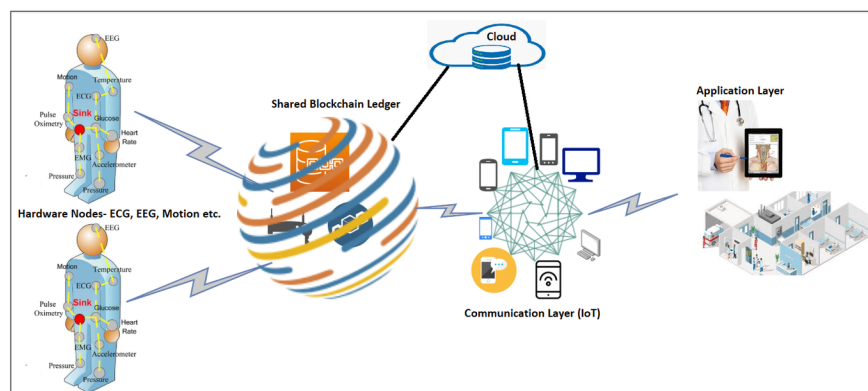 EEG
Motion
Temperature
ECG
Pulse
Oximetry
Sink
Glucose
Heart
Rate
EMG
Accelerometer
Pressure
Pressure
Hardware Nodes- ECG, EEG, Motion etc.
EEG
Motion
Temperature
ECG
Pulse
Oximetry
Sink
Glucose
Heart
Rate
EMG
Accelerometer
Pressure
Pressure
Shared Blockchain Ledger
Cloud
Communication Layer (IoT)
Application Layer